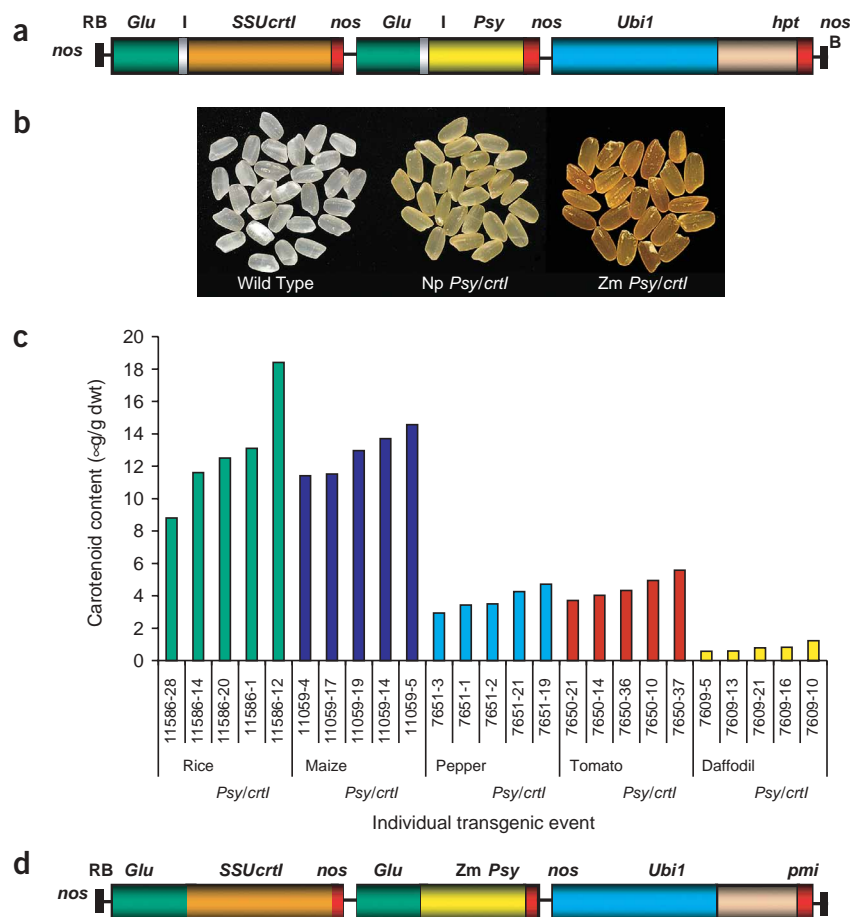 a
RB Glu I SSUcrtI nos Glu I Psy nos Ubi1 hpt nos
nos
B
b
Wild Type
Np Psy/crtI
Zm Psy/crtI
c
Carotenoid content (∝g/g dwt)
20
18
16
14
12
10
8
6
4
2
0
11586-28
11586-14
11586-20
11586-1
11586-12
11059-4
11059-17
11059-19
11059-14
11059-5
7651-3
7651-1
7651-2
7651-21
7651-19
7650-21
7650-14
7650-36
7650-10
7650-37
7609-5
7609-13
7609-21
7609-16
7609-10
Rice Maize Pepper Tomato Daffodil
Psy/crtI Psy/crtI Psy/crtI Psy/crtI Psy/crtI
Individual transgenic event
d
RB Glu SSUcrtI nos Glu Zm Psy nos Ubi1 pmi
nos